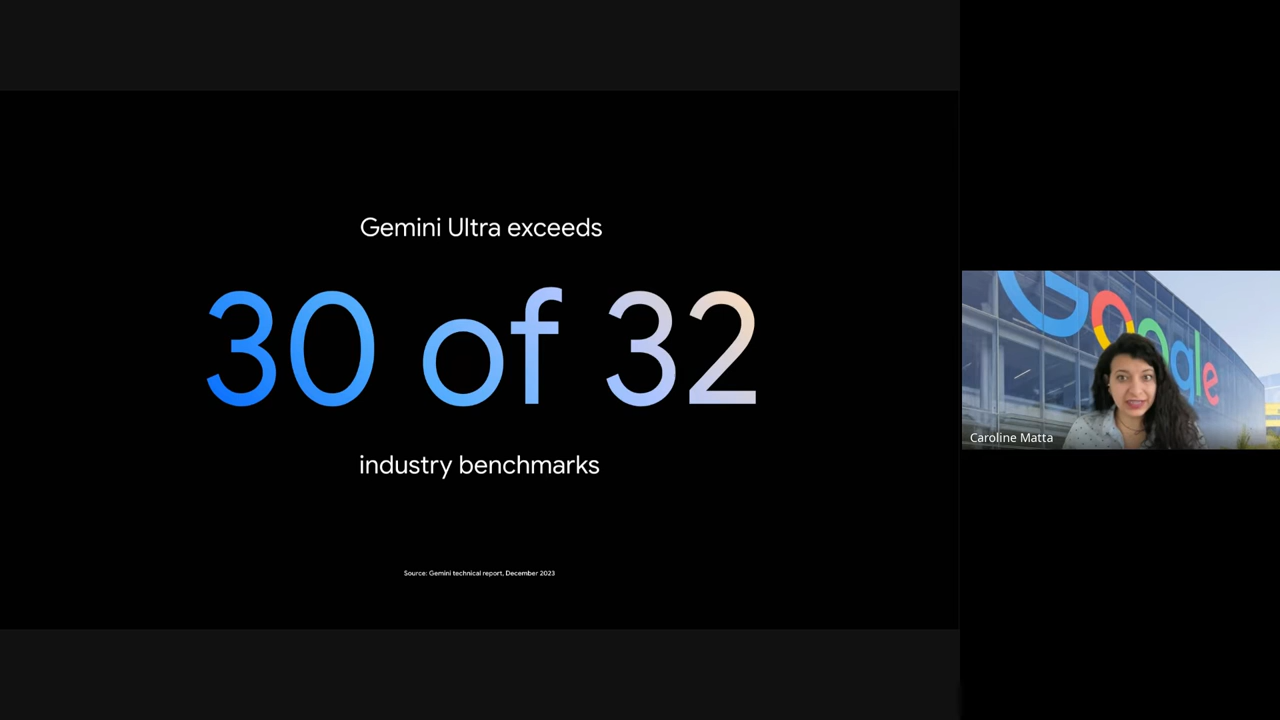 Gemini Ultra exceeds
30 of 32
industry benchmarks
Source: Gemini technical report, December 2023
Google
Caroline Matta